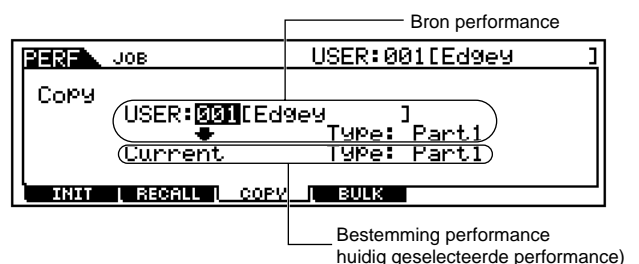 Bron performance
PERF JOB USER:001[Edgey ]
Copy
USER:001[Edgey ]
Type: Part1
Current Type: Part1
INIT RECALL COPY BULK
Bestemming performance
huidig geselecteerde performance)